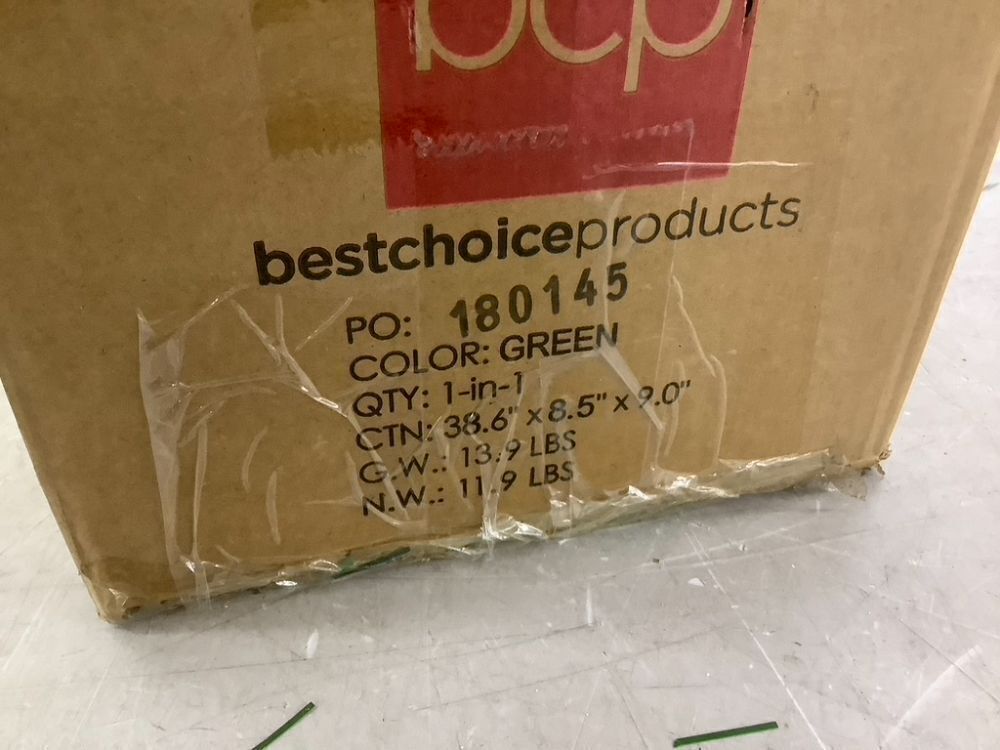 bcp
bestchoiceproducts
PO: 180145
COLOR: GREEN
QTY: 1-in-1
CTN: 38.6" x 8.5" x 9.0"
G.W.: 13.9 LBS
N.W.: 11.9 LBS